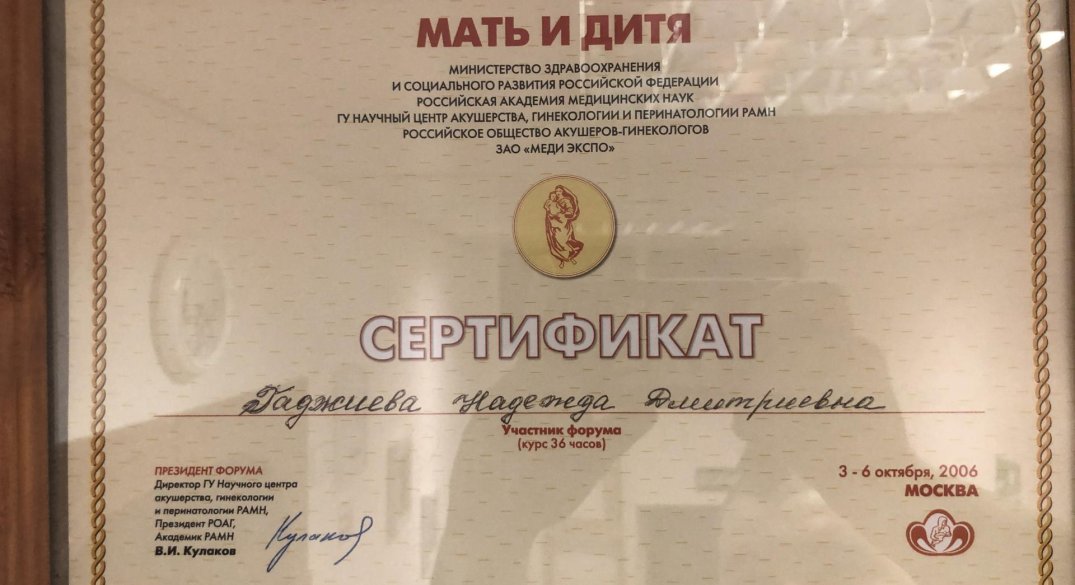 МАТЬ И ДИТЯ
МИНИСТЕРСТВО ЗДРАВООХРАНЕНИЯ
И СОЦИАЛЬНОГО РАЗВИТИЯ РОССИЙСКОЙ ФЕДЕРАЦИИ
РОССИЙСКАЯ АКАДЕМИЯ МЕДИЦИНСКИХ НАУК
ГУ НАУЧНЫЙ ЦЕНТР АКУШЕРСТВА, ГИНЕКОЛОГИИ И ПЕРИНАТОЛОГИИ РАМН
РОССИЙСКОЕ ОБЩЕСТВО АКУШЕРОВ-ГИНЕКОЛОГОВ
ЗАО «МЕДИ ЭКСПО»
СЕРТИФИКАТ
Гаджиева Надежда Дмитриевна
Участник форума
(курс 36 часов)
ПРЕЗИДЕНТ ФОРУМА
Директор ГУ Научного центра
акушерства, гинекологии
и перинатологии РАМН,
Президент РОАГ,
Академик РАМН
В.И. Кулаков
Кулаков
3 - 6 октября, 2006
МОСКВА